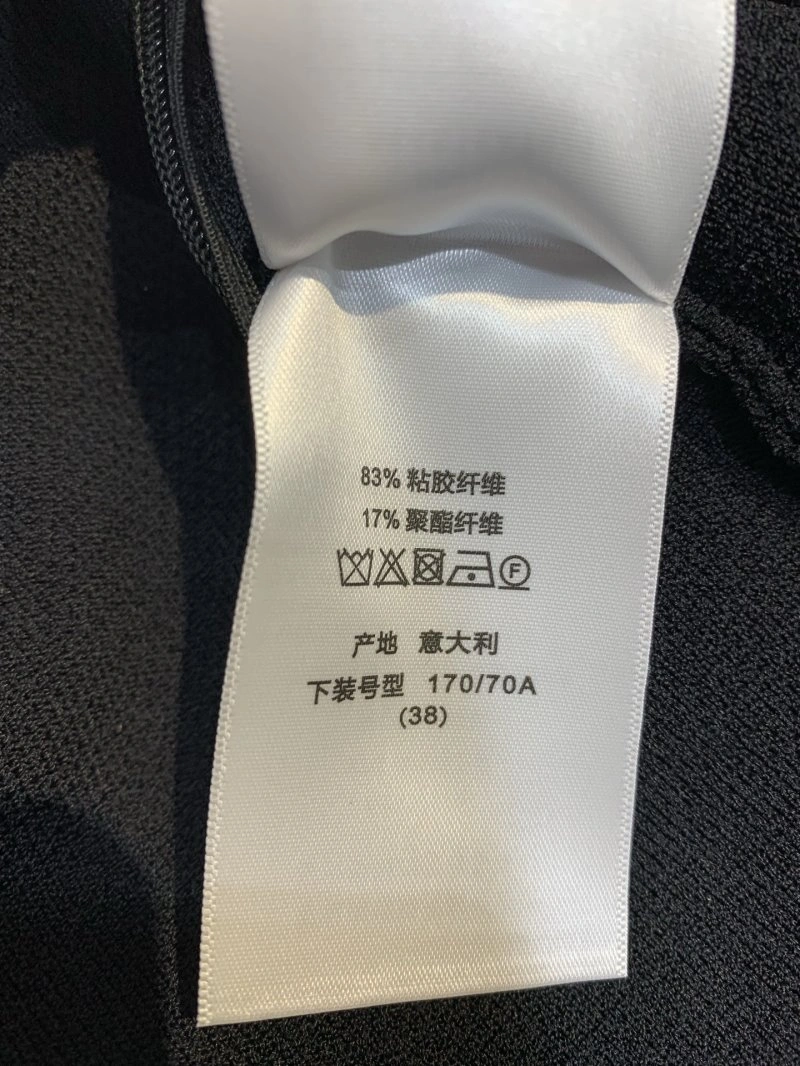 83% 粘胶纤维
17% 聚酯纤维
F
产地 意大利
下装号型 170/70A
(38)